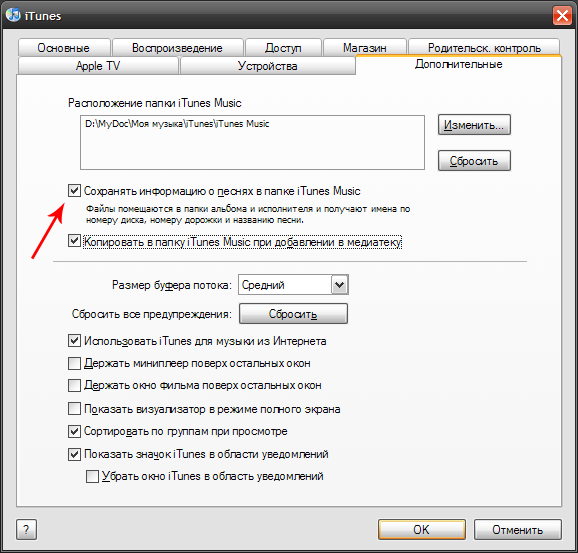 iTunes
Основные
Воспроизведение
Доступ
Магазин
Родительск. контроль
Apple TV
Устройства
Дополнительные
Расположение папки iTunes Music
D:\MyDoc\Моя музыка\iTunes\iTunes Music
Изменить...
Сбросить
Сохранять информацию о песнях в папке iTunes Music
Файлы помещаются в папки альбома и исполнителя и получают имена по
номеру диска, номеру дорожки и названию песни.
Копировать в папку iTunes Music при добавлении в медиатеку
Размер буфера потока:
Средний
Сбросить все предупреждения:
Сбросить
Использовать iTunes для музыки из Интернета
Держать миниплеер поверх остальных окон
Держать окно фильма поверх остальных окон
Показать визуализатор в режиме полного экрана
Сортировать по группам при просмотре
Показать значок iTunes в области уведомлений
Убрать окно iTunes в область уведомлений
?
OK
Отменить